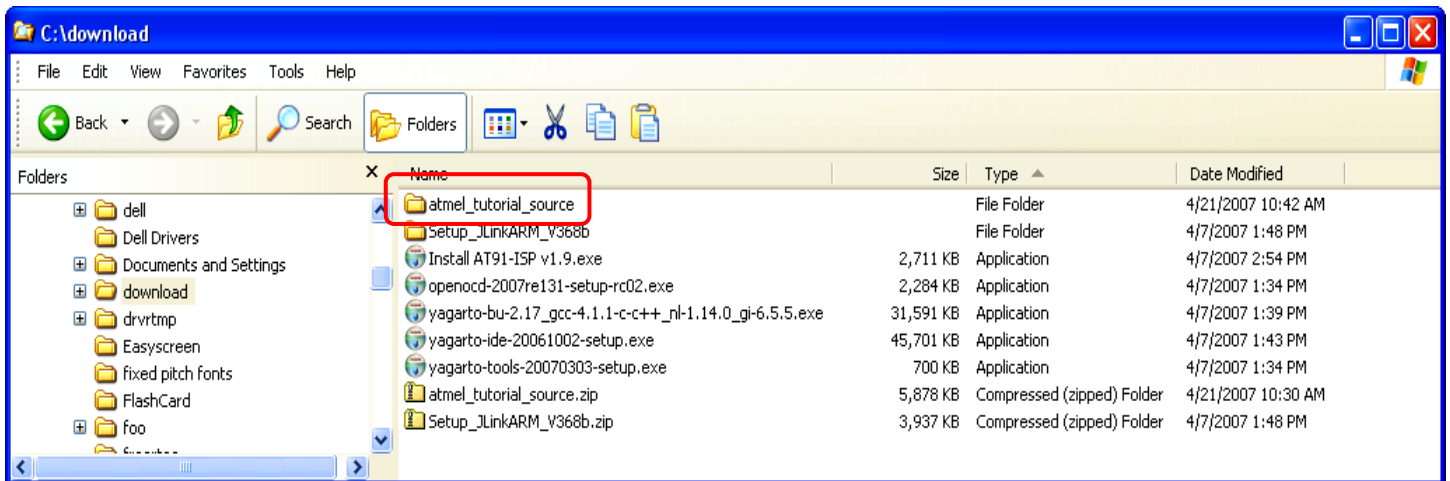 C:\download
File Edit View Favorites Tools Help
Back Search Folders
Folders x
Name Size Type Date Modified
dell
Dell Drivers
Documents and Settings
download
drvrtmp
Easyscreen
fixed pitch fonts
FlashCard
foo
atmel_tutorial_source File Folder 4/21/2007 10:42 AM
Setup_JLinkARM_V368b File Folder 4/7/2007 1:48 PM
Install AT91-ISP v1.9.exe 2,711 KB Application 4/7/2007 2:54 PM
openocd-2007re131-setup-rc02.exe 2,284 KB Application 4/7/2007 1:34 PM
yagarto-bu-2.17_gcc-4.1.1-c-c++_nl-1.14.0_gi-6.5.5.exe 31,591 KB Application 4/7/2007 1:39 PM
yagarto-ide-20061002-setup.exe 45,701 KB Application 4/7/2007 1:43 PM
yagarto-tools-20070303-setup.exe 700 KB Application 4/7/2007 1:34 PM
atmel_tutorial_source.zip 5,878 KB Compressed (zipped) Folder 4/21/2007 10:30 AM
Setup_JLinkARM_V368b.zip 3,937 KB Compressed (zipped) Folder 4/7/2007 1:48 PM